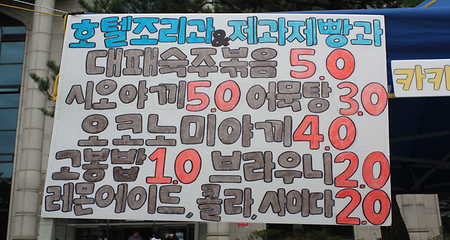 호텔조리과 & 제과제빵과
대패숙주볶음 5.0
시오야끼 5.0 어묵탕 3.0
오코노미야끼 4.0
고봉밥 1.0 브라우니 2.0
레몬에이드, 콜라, 사이다 2.0
카카